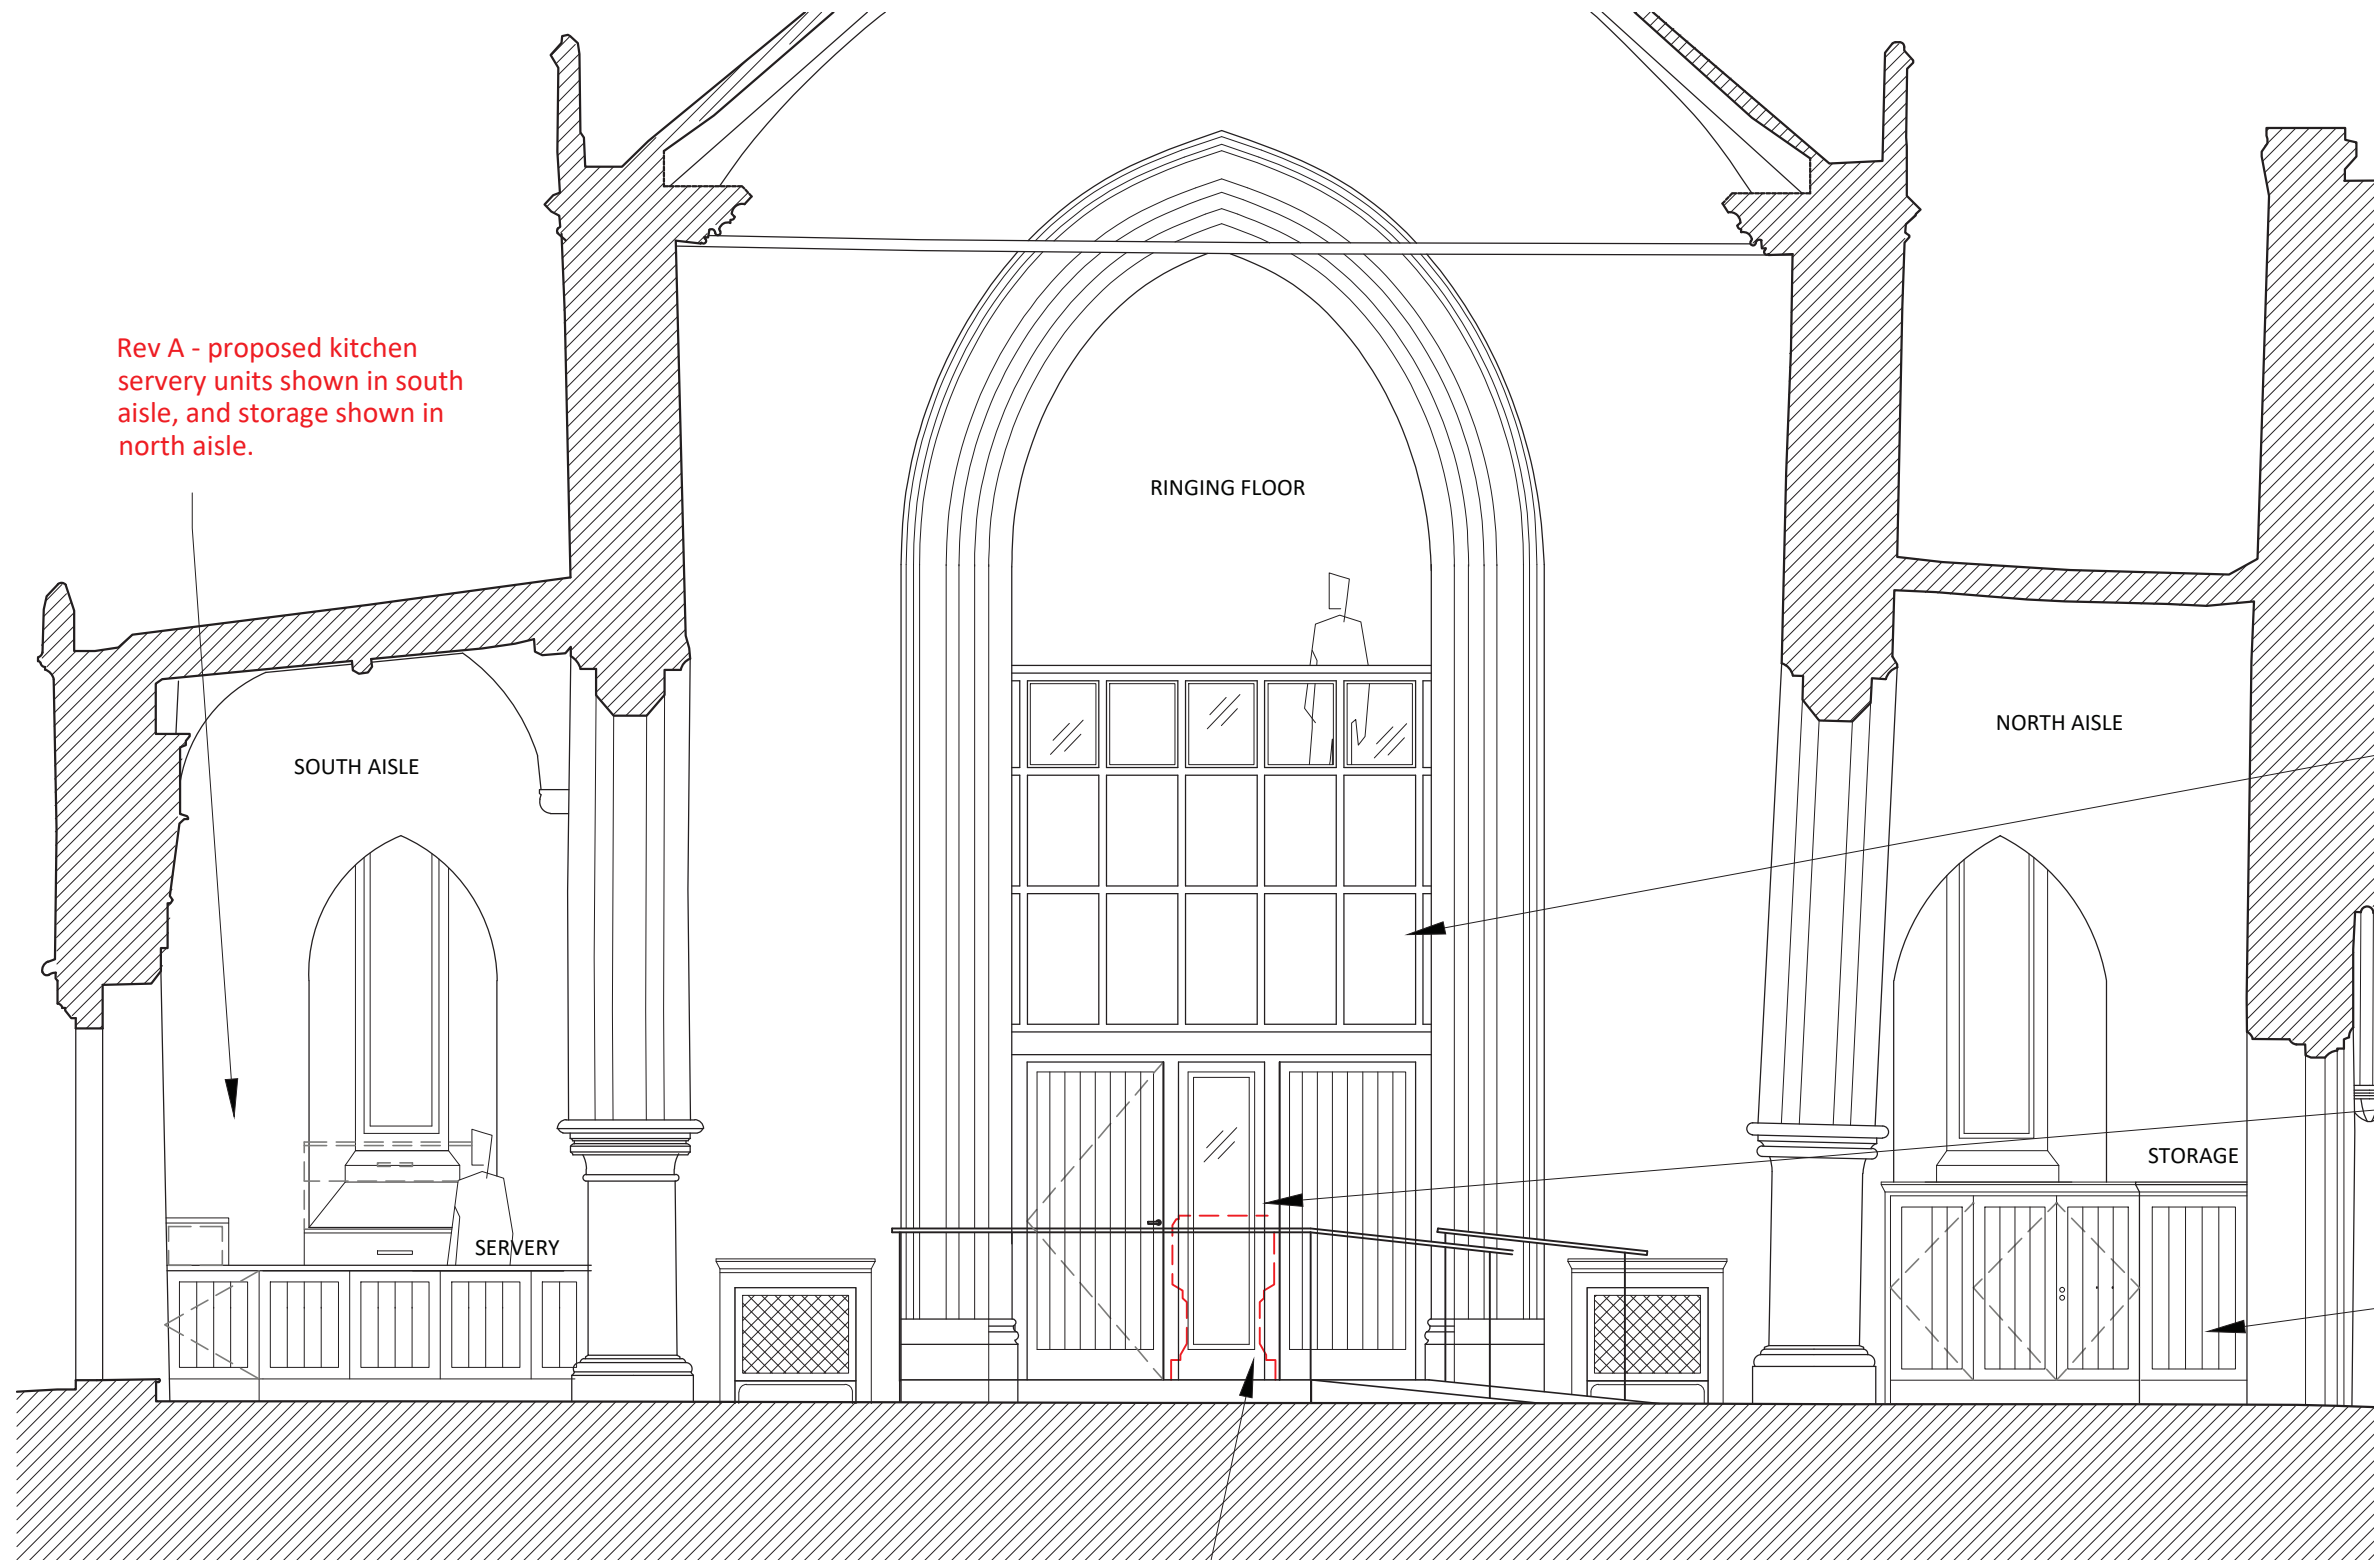 Rev A - proposed kitchen
servery units shown in south
aisle, and storage shown in
north aisle.
RINGING FLOOR
NORTH AISLE
SOUTH AISLE
STORAGE
SERVERY